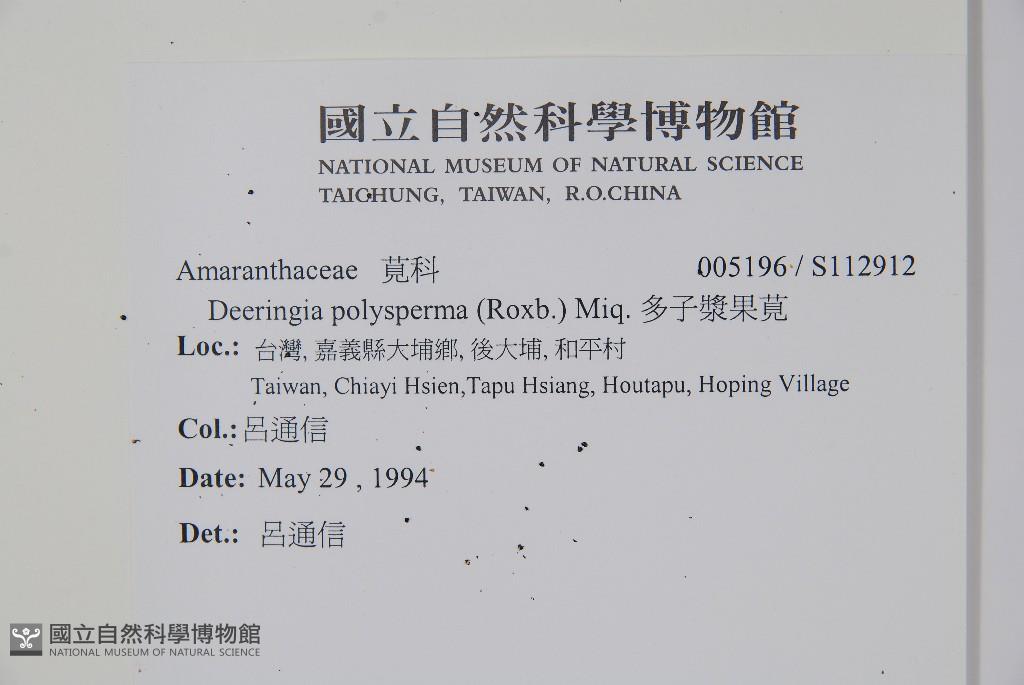 國立自然科學博物館
NATIONAL MUSEUM OF NATURAL SCIENCE
TAICHUNG, TAIWAN, R.O.CHINA
Amaranthaceae 莧科 005196 / S112912
Deeringia polysperma (Roxb.) Miq. 多子漿果莧
Loc.: 台灣, 嘉義縣大埔鄉, 後大埔, 和平村
Taiwan, Chiayi Hsien,Tapu Hsiang, Houtapu, Hoping Village
Col.: 呂通信
Date: May 29 , 1994
Det.: 呂通信
國立自然科學博物館
NATIONAL MUSEUM OF NATURAL SCIENCE